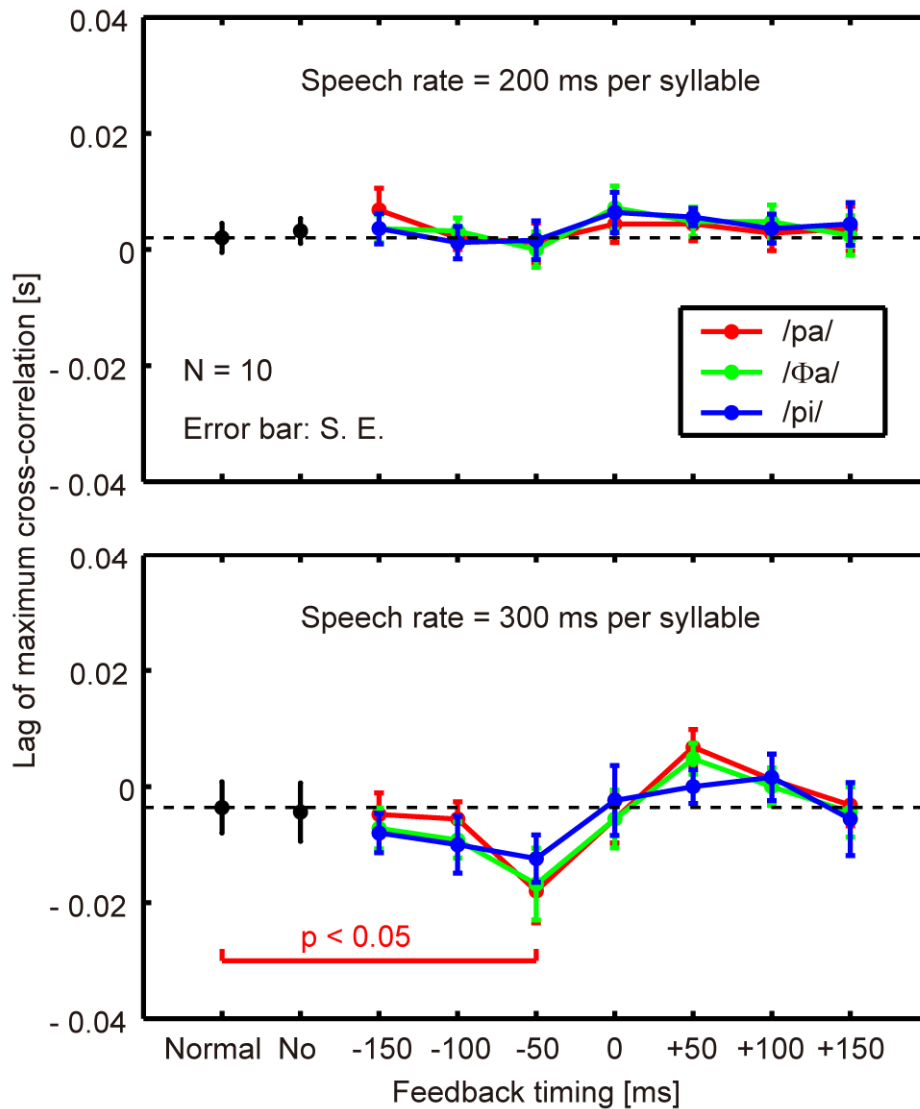 Lag of maximum cross-correlation [s]
0.04
0.02
0
- 0.02
- 0.04
Speech rate = 200 ms per syllable
N = 10
Error bar: S. E.
/pa/
/Φa/
/pi/
0.04
0.02
0
- 0.02
- 0.04
Speech rate = 300 ms per syllable
p < 0.05
Normal No -150 -100 -50 0 +50 +100 +150
Feedback timing [ms]